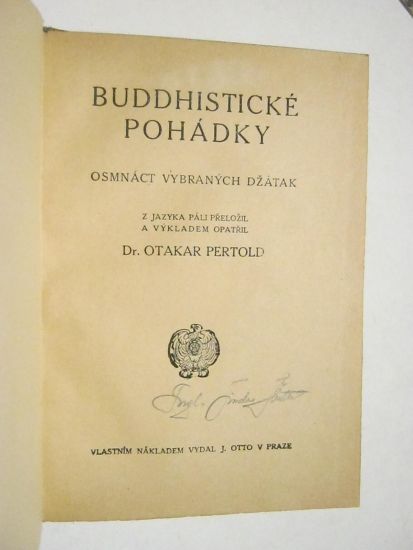 BUDDHISTICKÉ
POHÁDKY
OSMNÁCT VYBRANÝCH DŽÁTAK
Z JAZYKA PÁLI PŘELOŽIL
A VÝKLADEM OPATŘIL
Dr. OTAKAR PERTOLD
VLASTNÍM NÁKLADEM VYDAL J. OTTO V PRAZE